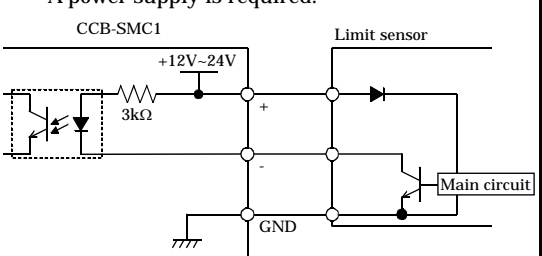 A power supply is required.
CCB-SMC1
Limit sensor
+12V~24V
3kΩ
+
-
Main circuit
GND